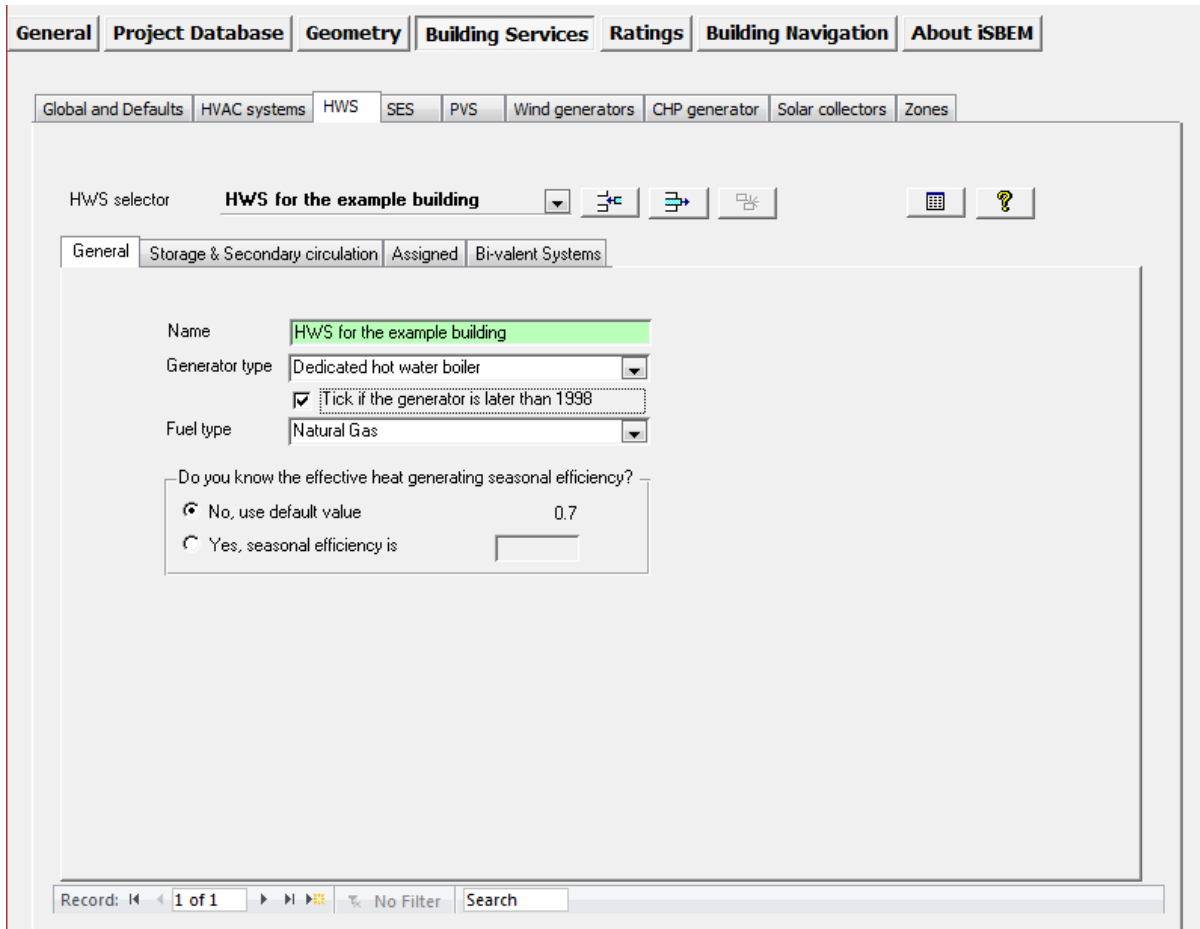 General Project Database Geometry Building Services Ratings Building Navigation About iSBEM
Global and Defaults HVAC systems HWS SES PVS Wind generators CHP generator Solar collectors Zones
HWS selector HWS for the example building
General Storage & Secondary circulation Assigned Bi-valent Systems
Name HWS for the example building
Generator type Dedicated hot water boiler
Tick if the generator is later than 1998
Fuel type Natural Gas
Do you know the effective heat generating seasonal efficiency?
No, use default value 0.7
Yes, seasonal efficiency is
Record: 1 of 1 No Filter Search